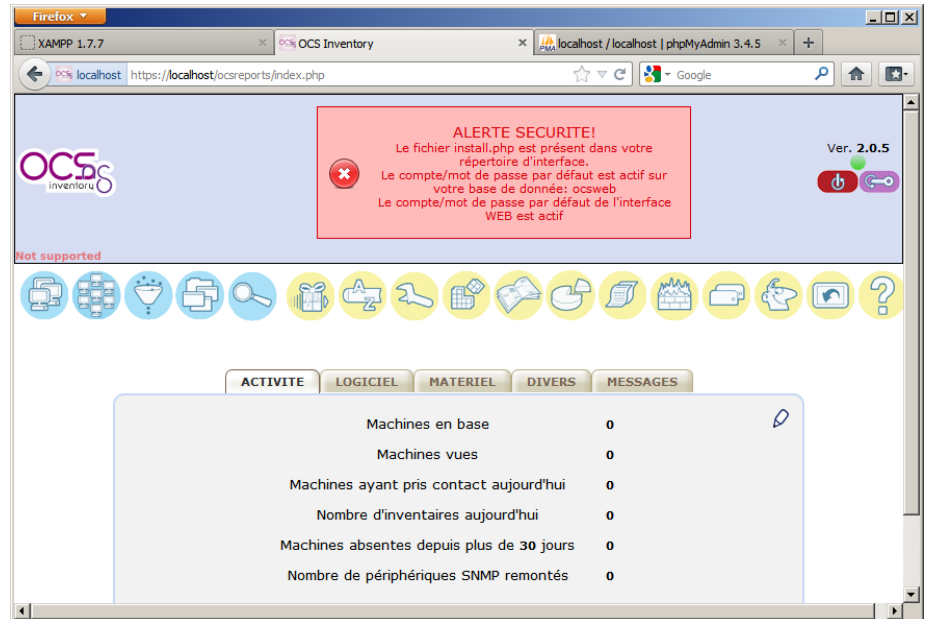 Firefox
XAMPP 1.7.7
OCS Inventory
localhost / localhost | phpMyAdmin 3.4.5
localhost
https://localhost/ocsreports/index.php
Google
OCS
inventory
ALERTE SECURITE!
Le fichier install.php est présent dans votre
répertoire d'interface.
Le compte/mot de passe par défaut est actif sur
votre base de donnée: ocsweb
Le compte/mot de passe par défaut de l'interface
WEB est actif
Ver. 2.0.5
Not supported
ACTIVITE
LOGICIEL
MATERIEL
DIVERS
MESSAGES
Machines en base 0
Machines vues 0
Machines ayant pris contact aujourd'hui 0
Nombre d'inventaires aujourd'hui 0
Machines absentes depuis plus de 30 jours 0
Nombre de périphériques SNMP remontés 0